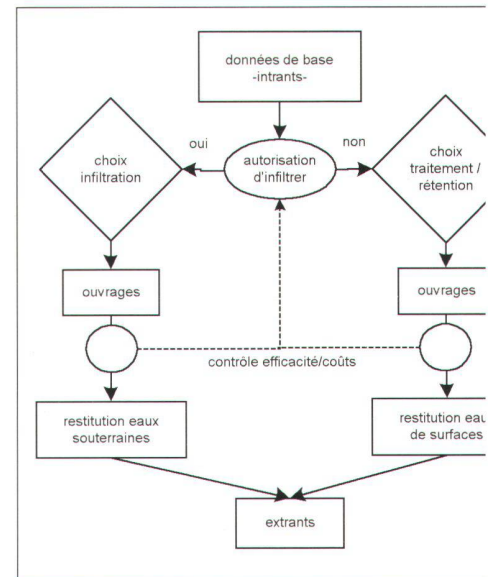 données de base
-intrants-
oui
non
choix
infiltration
autorisation
d'infiltrer
choix
traitement /
rétention
ouvrages
ouvrages
contrôle efficacité/coûts
restitution eaux
souterraines
restitution eau
de surfaces
extrants